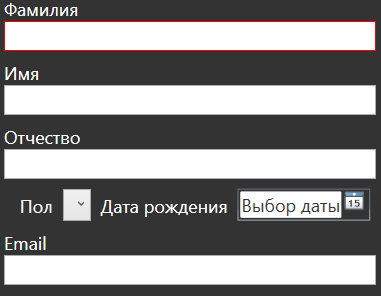 Фамилия
Имя
Отчество
Пол Дата рождения Выбор даты 15
Email